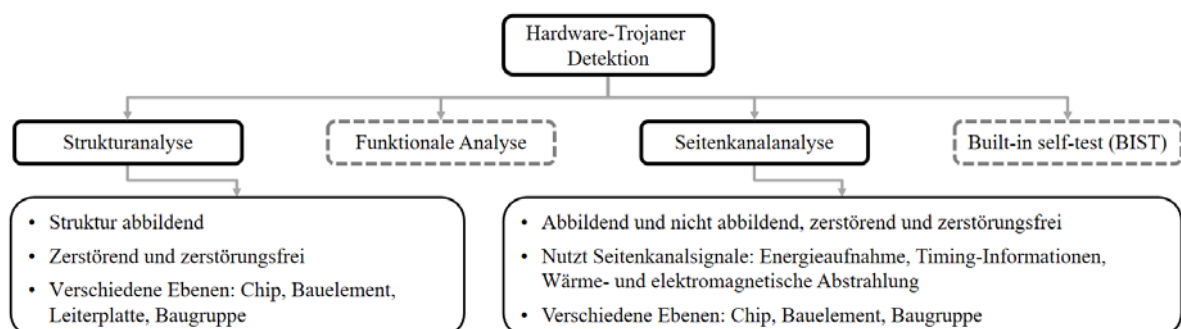 Hardware-Trojaner
Detektion
Strukturanalyse
Funktionale Analyse
Seitenkanalanalyse
Built-in self-test (BIST)
• Struktur abbildend
• Zerstörend und zerstörungsfrei
• Verschiedene Ebenen: Chip, Bauelement,
Leiterplatte, Baugruppe
• Abbildend und nicht abbildend, zerstörend und zerstörungsfrei
• Nutzt Seitenkanalsignale: Energieaufnahme, Timing-Informationen,
Wärme- und elektromagnetische Abstrahlung
• Verschiedene Ebenen: Chip, Bauelement, Baugruppe